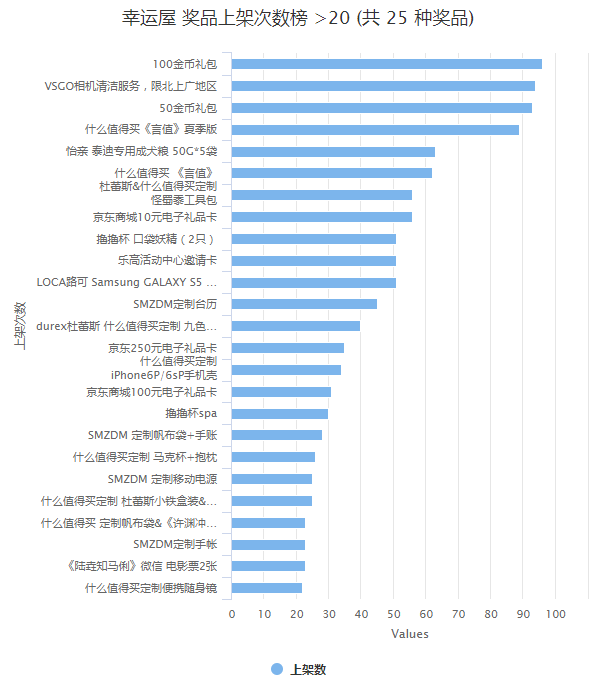 幸运屋 奖品上架次数榜 >20 (共 25 种奖品)
100金币礼包
VSGO相机清洁服务，限北上广地区
50金币礼包
什么值得买《言值》夏季版
怡亲 泰迪专用成犬粮 50G*5袋
什么值得买 《言值》
杜蕾斯&什么值得买定制
怪蜀黍工具包
京东商城10元电子礼品卡
撸撸杯 口袋妖精（2只）
乐高活动中心邀请卡
LOCA路可 Samsung GALAXY S5 ...
SMZDM定制台历
durex杜蕾斯 什么值得买定制 九色...
京东250元电子礼品卡
什么值得买定制
iPhone6P/6sP手机壳
京东商城100元电子礼品卡
撸撸杯spa
SMZDM 定制帆布袋+手账
什么值得买定制 马克杯+抱枕
SMZDM 定制移动电源
什么值得买定制 杜蕾斯小铁盒装&...
什么值得买 定制帆布袋&《许渊冲...
SMZDM定制手帐
《陆垚知马俐》微信 电影票2张
什么值得买定制便携随身镜
上架次数
0 10 20 30 40 50 60 70 80 90 100
Values
上架数